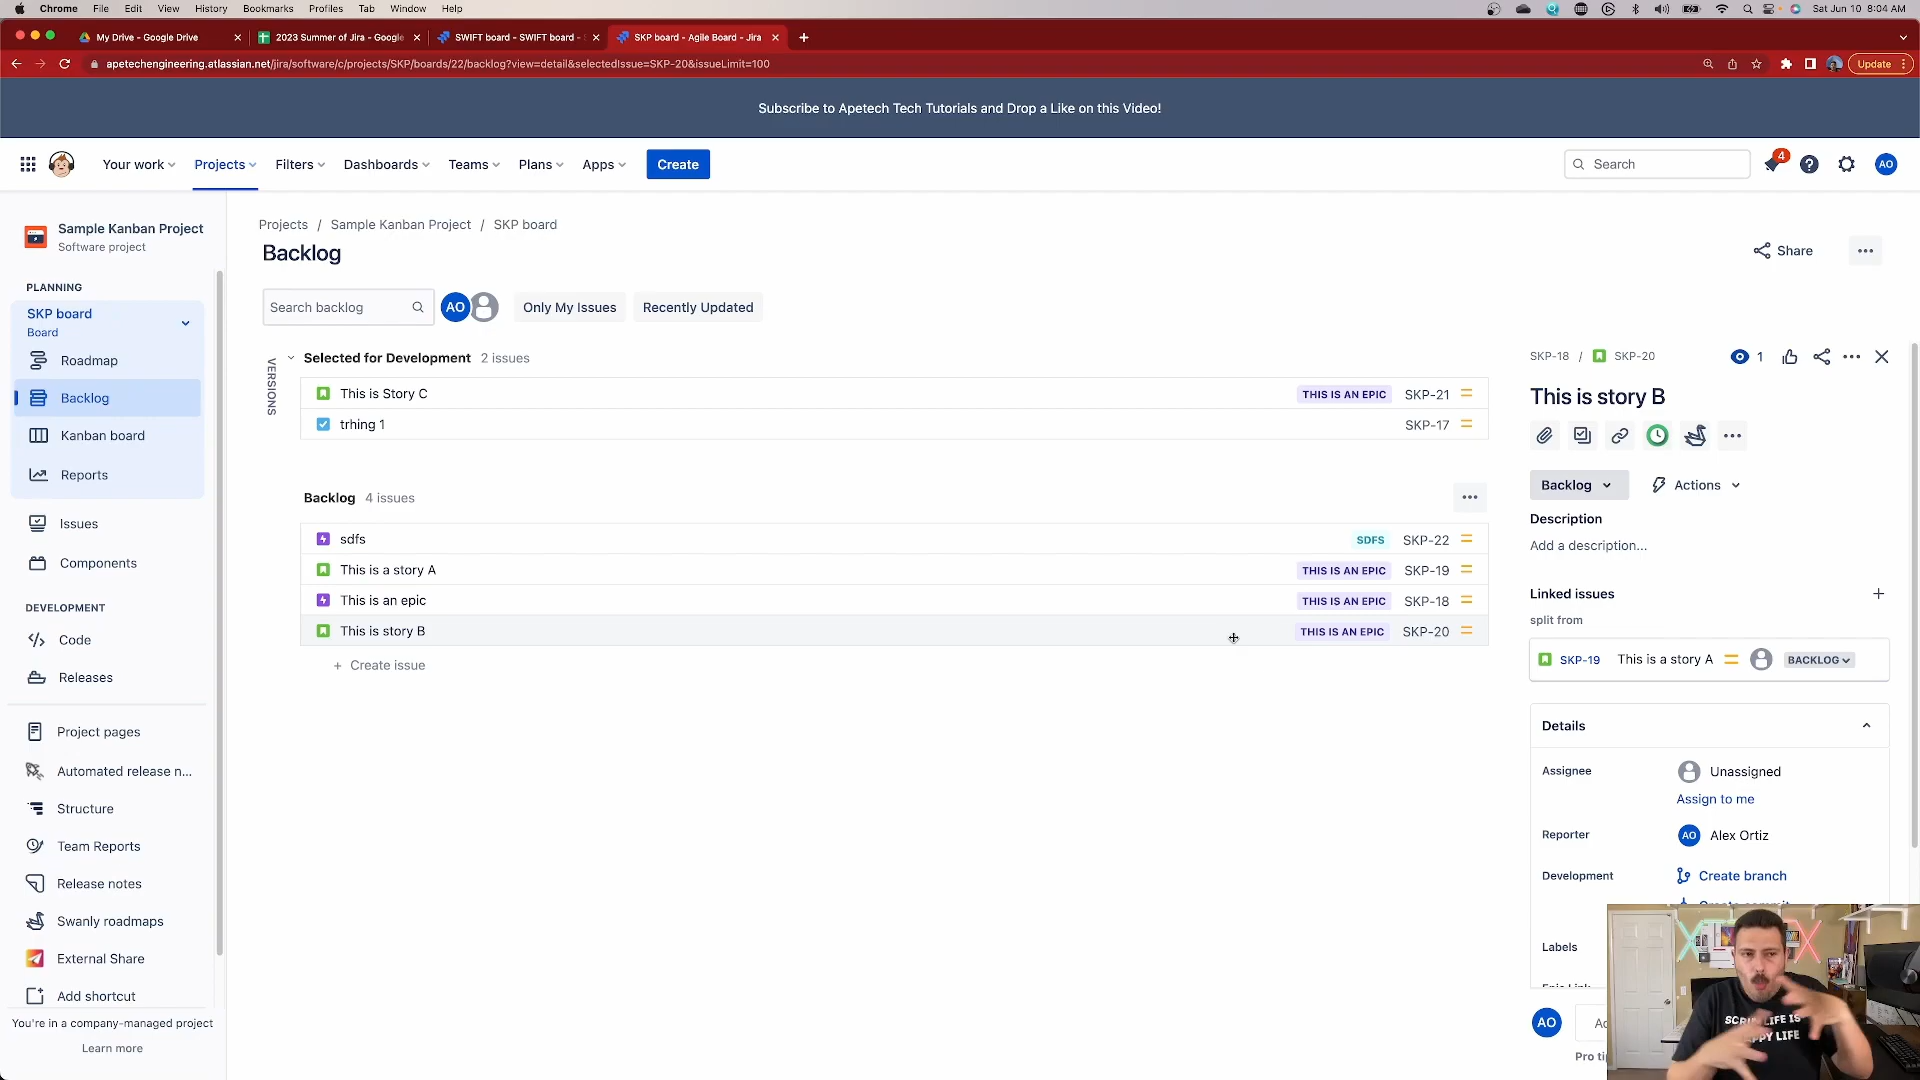 Chrome File Edit View History Bookmarks Profiles Tab Window Help Sat Jun 10 8:04 AM
My Drive - Google Drive
2023 Summer of Jira - Google
SWIFT board - SWIFT board -
SKP board - Agile Board - Jira
apetechengineering.atlassian.net/jira/software/c/projects/SKP/boards/22/backlog?view=detail&selectedIssue=SKP-20&issueLimit=100
Update
Subscribe to Apetech Tech Tutorials and Drop a Like on this Video!
Your work Projects Filters Dashboards Teams Plans Apps Create Search 4 AO
Sample Kanban Project
Software project
PLANNING
SKP board
Board
Roadmap
Backlog
Kanban board
Reports
Issues
Components
DEVELOPMENT
Code
Releases
Project pages
Automated release n...
Structure
Team Reports
Release notes
Swanly roadmaps
External Share
Add shortcut
You're in a company-managed project
Learn more
Projects / Sample Kanban Project / SKP board
Backlog
Share
Search backlog AO Only My Issues Recently Updated
VERSIONS
Selected for Development 2 issues
This is Story C THIS IS AN EPIC SKP-21
trhing 1 SKP-17
Backlog 4 issues
sdfs SDFS SKP-22
This is a story A THIS IS AN EPIC SKP-19
This is an epic THIS IS AN EPIC SKP-18
This is story B THIS IS AN EPIC SKP-20
+ Create issue
SKP-18 / SKP-20 1
This is story B
Backlog Actions
Description
Add a description...
Linked issues
split from
SKP-19 This is a story A BACKLOG
Details
Assignee Unassigned
Assign to me
Reporter AO Alex Ortiz
Development Create branch
Create commit
Labels
Epic Link
AO
Pro
LIFE IS
LIFE